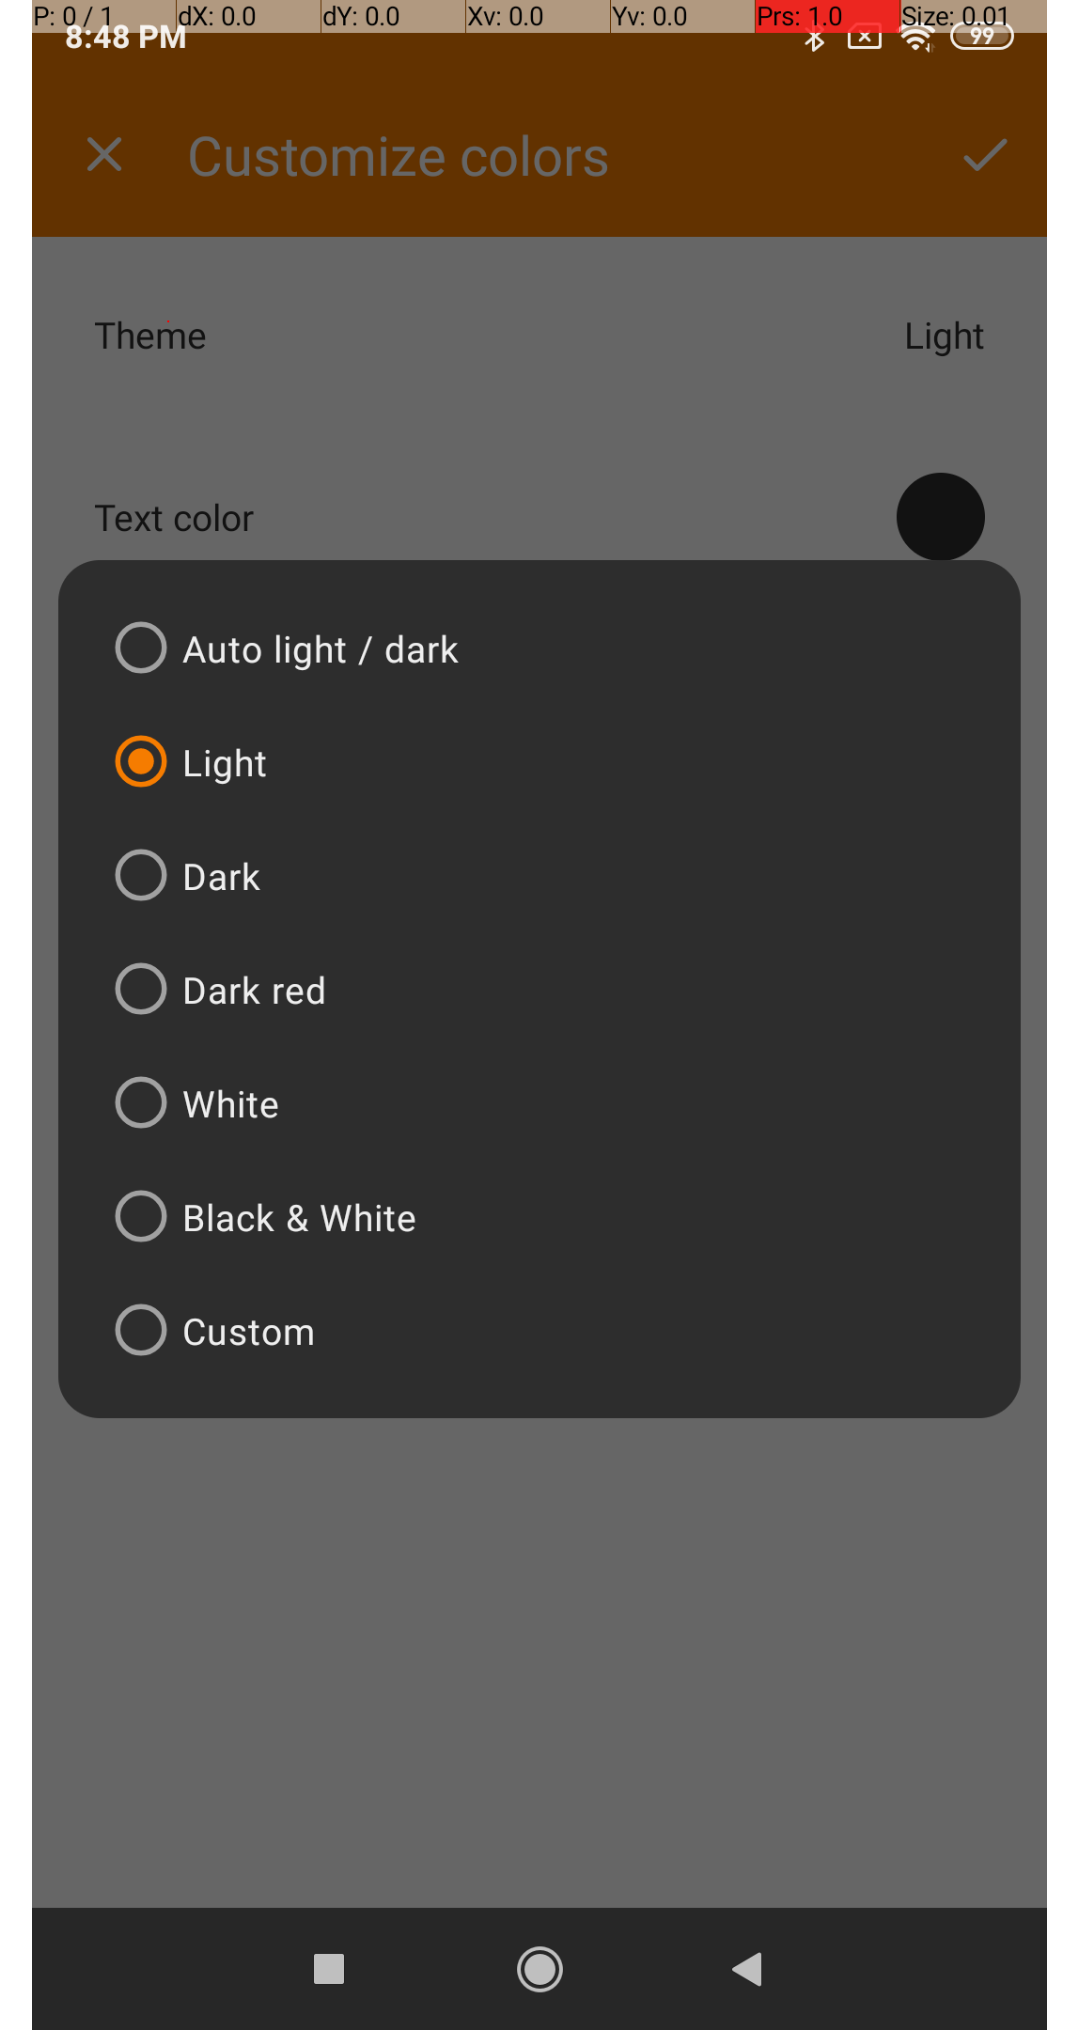 P: 0 / 1 dX: 0.0 dY: 0.0 Xv: 0.0 Yv: 0.0 Prs: 1.0 Size: 0.01
8:48 PM 99
Customize colors
Theme Light
Text color
Auto light / dark
Light
Dark
Dark red
White
Black & White
Custom